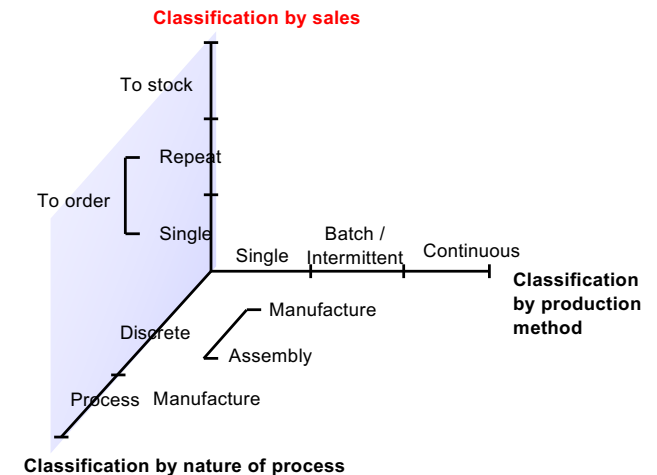 Classification by sales
To stock
Repeat
To order
Single
Single
Batch /
Intermittent
Continuous
Classification
by production
method
Manufacture
Discrete
Assembly
Process Manufacture
Classification by nature of process